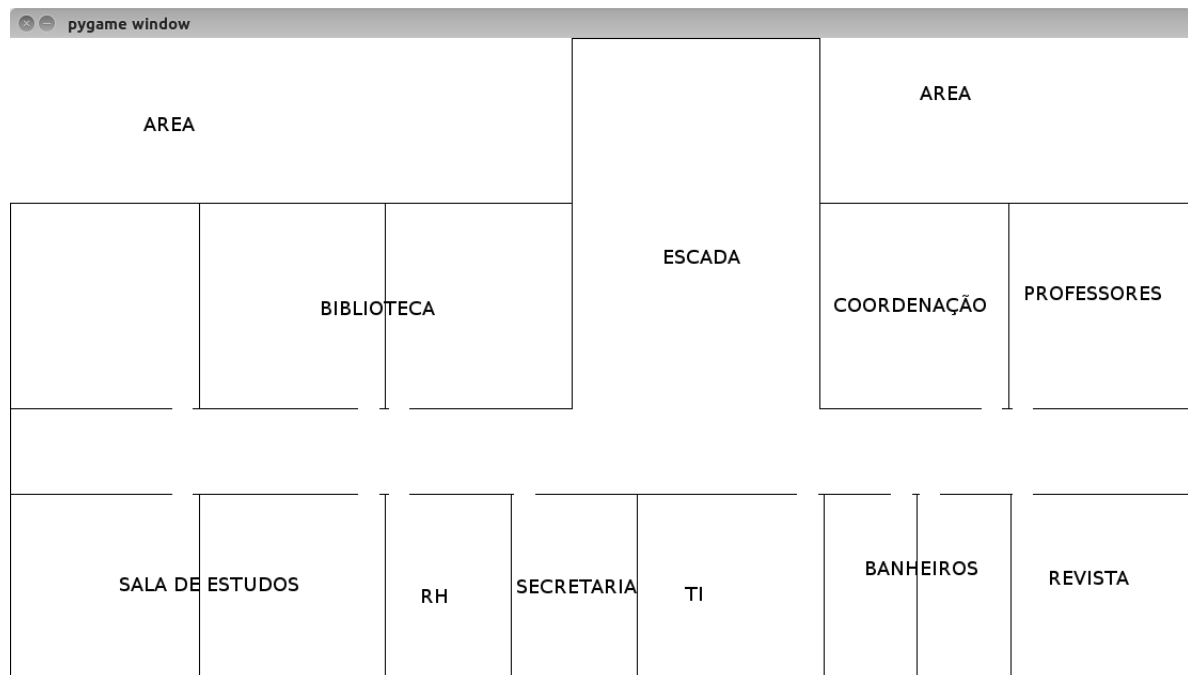 pygame window
AREA
AREA
ESCADA
BIBLIOTECA
COORDENAÇÃO
PROFESSORES
SALA DE ESTUDOS
RH
SECRETARIA
TI
BANHEIROS
REVISTA